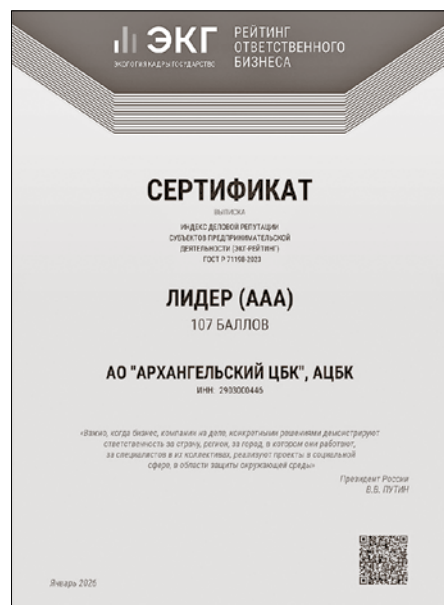 ЭКГ
ЭКОЛОГИЯ КАДРЫ ГОСУДАРСТВО
РЕЙТИНГ
ОТВЕТСТВЕННОГО
БИЗНЕСА
СЕРТИФИКАТ
ВЫПИСКА
ИНДЕКС ДЕЛОВОЙ РЕПУТАЦИИ
СУБЪЕКТОВ ПРЕДПРИНИМАТЕЛЬСКОЙ
ДЕЯТЕЛЬНОСТИ (ЭКГ-РЕЙТИНГ)
ГОСТ Р 71198-2023
ЛИДЕР (ААА)
107 БАЛЛОВ
АО "АРХАНГЕЛЬСКИЙ ЦБК", АЦБК
ИНН: 2903000446
«Важно, когда бизнес, компании на деле, конкретными решениями демонстрируют
ответственность за страну, регион, за город, в котором они работают,
за специалистов в их коллективах, реализуют проекты в социальной
сфере, в области защиты окружающей среды»
Президент России
В.В. ПУТИН
Январь 2026